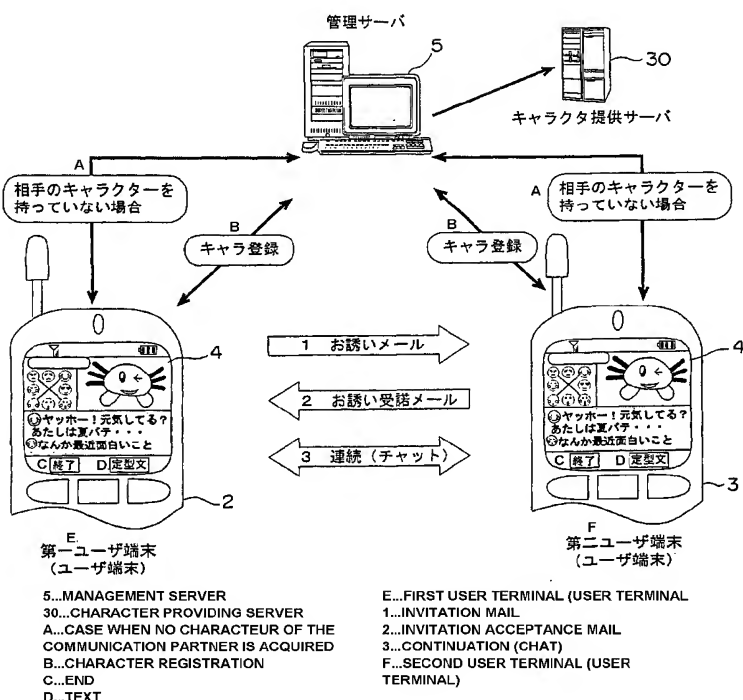 管理サーバ
5
30
キャラクタ提供サーバ
A
相手のキャラクターを
持っていない場合
B
キャラ登録
B
キャラ登録
A
相手のキャラクターを
持っていない場合
1 お誘いメール
2 お誘い受諾メール
3 連続(チャット)
4
ヤッホー!元気してる?
あたしは夏バテ・・・
なんか最近面白いこと
C 終了 D 定型文
2
4
ヤッホー!元気してる?
あたしは夏バテ・・・
なんか最近面白いこと
C 終了 D 定型文
3
E.
第一ユーザ端末
(ユーザ端末)
F
第二ユーザ端末
(ユーザ端末)
5...MANAGEMENT SERVER
30...CHARACTER PROVIDING SERVER
A...CASE WHEN NO CHARACTEUR OF THE
COMMUNICATION PARTNER IS ACQUIRED
B...CHARACTER REGISTRATION
C...END
D...TEXT
E...FIRST USER TERMINAL (USER TERMINAL
1...INVITATION MAIL
2...INVITATION ACCEPTANCE MAIL
3...CONTINUATION (CHAT)
F...SECOND USER TERMINAL (USER
TERMINAL)